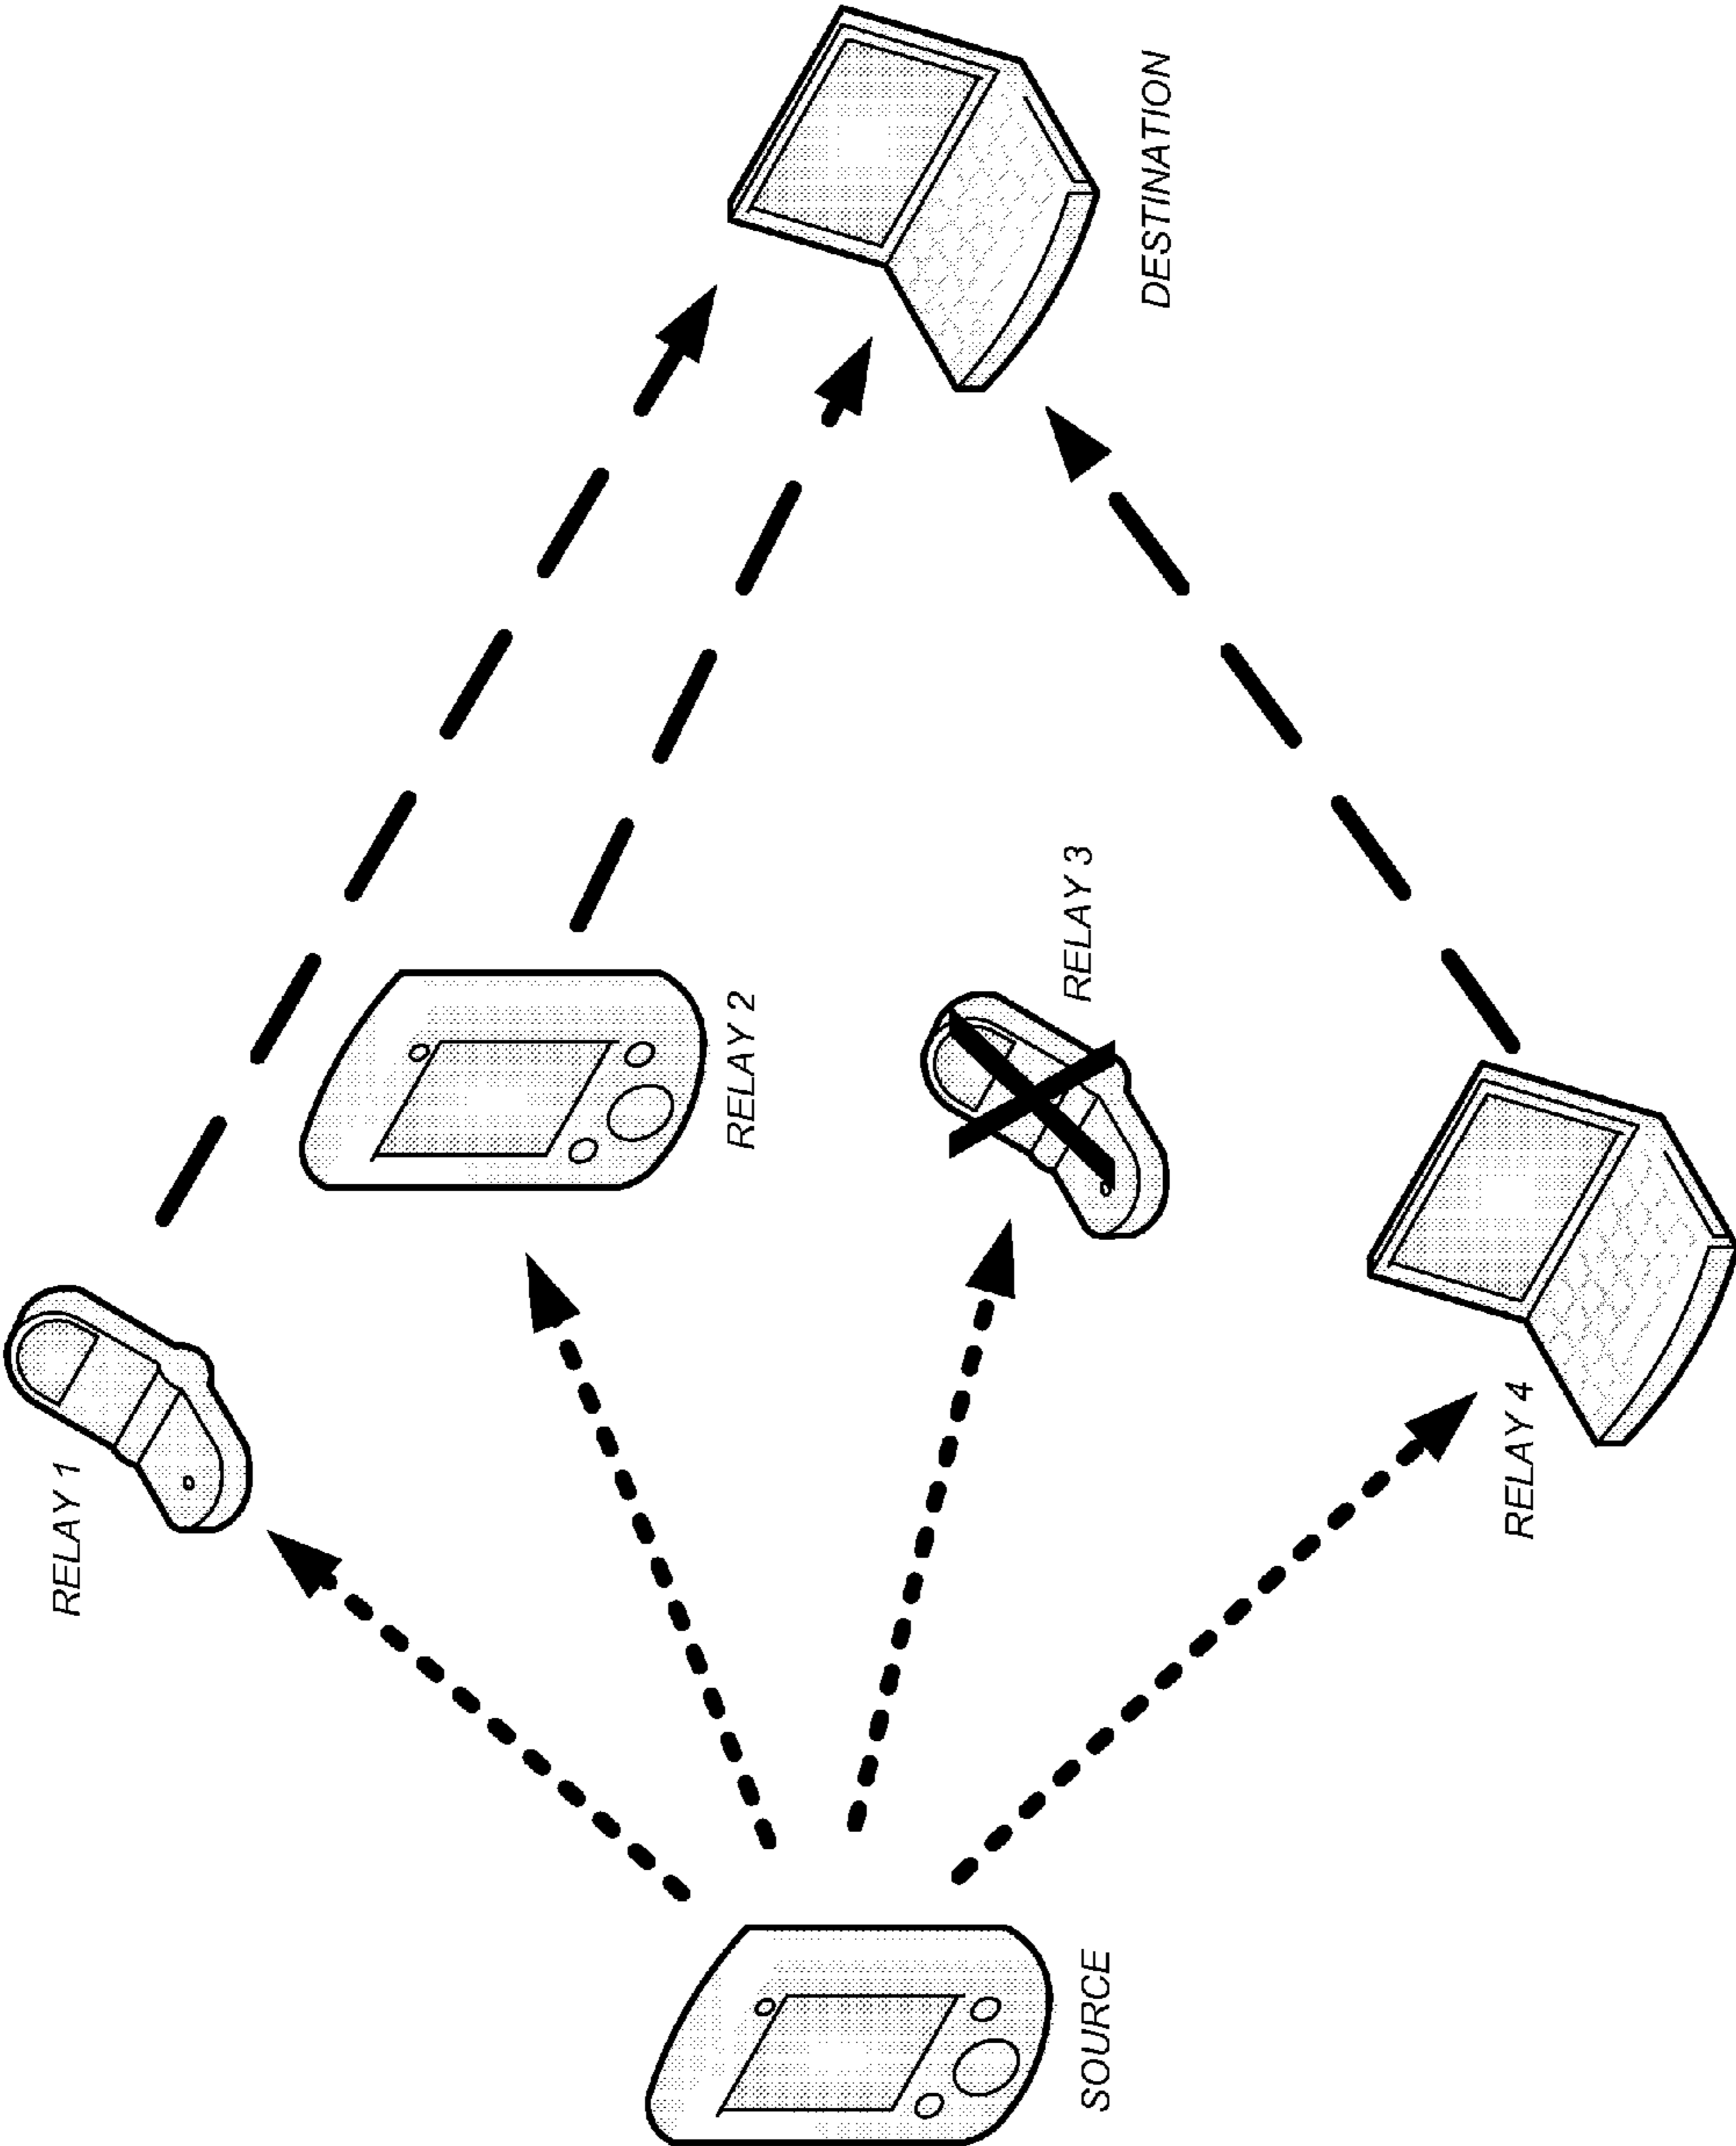 RELAY 1
RELAY 2
RELAY 3
RELAY 4
SOURCE
DESTINATION